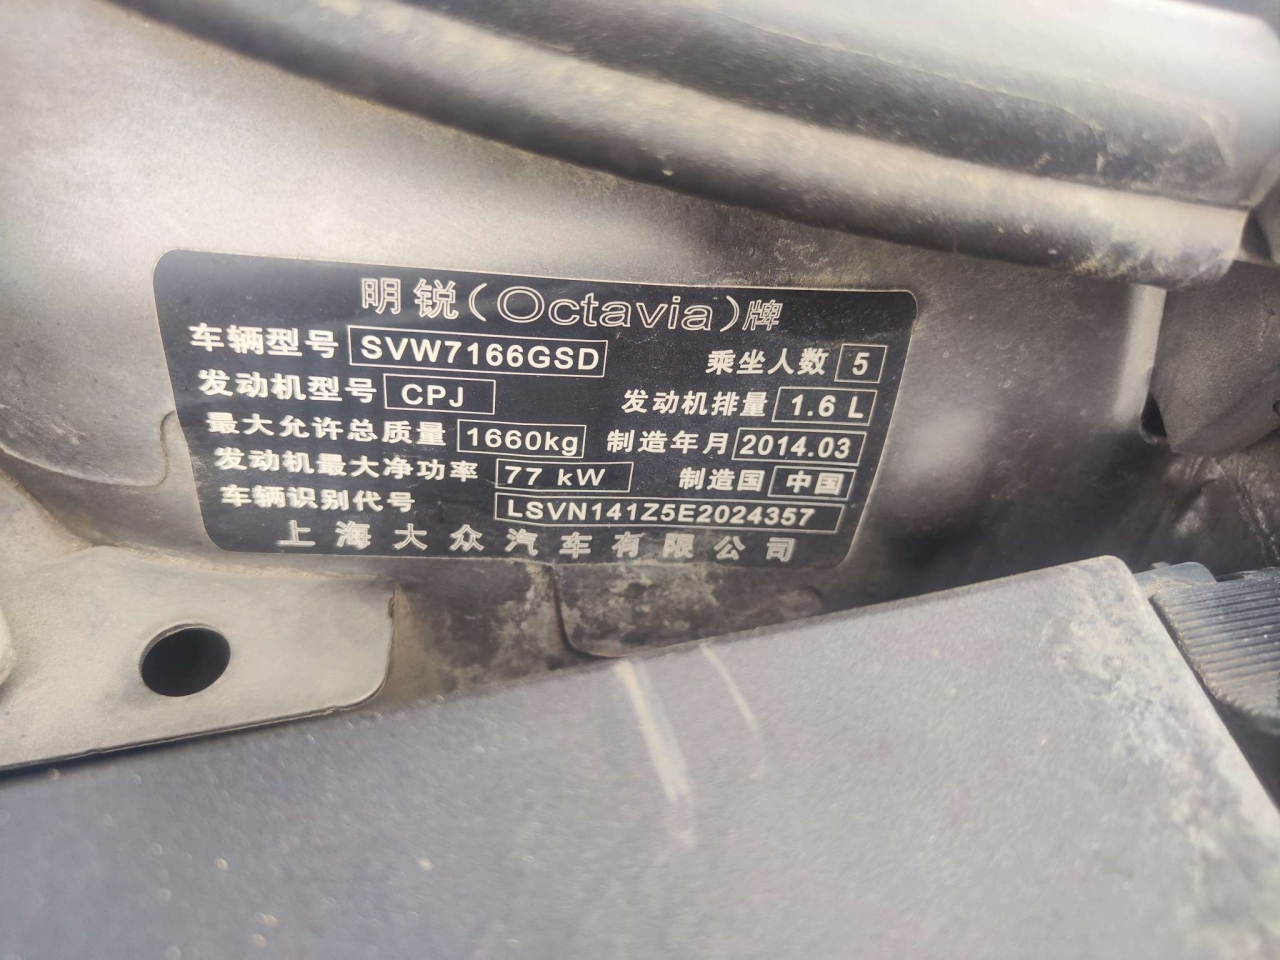 明锐(Octavia)牌
车辆型号 SVW7166GSD 乘坐人数 5
发动机型号 CPJ 发动机排量 1.6 L
最大允许总质量 1660kg 制造年月 2014.03
发动机最大净功率 77 kW 制造国 中国
车辆识别代号 LSVN141Z5E2024357
上海大众汽车有限公司